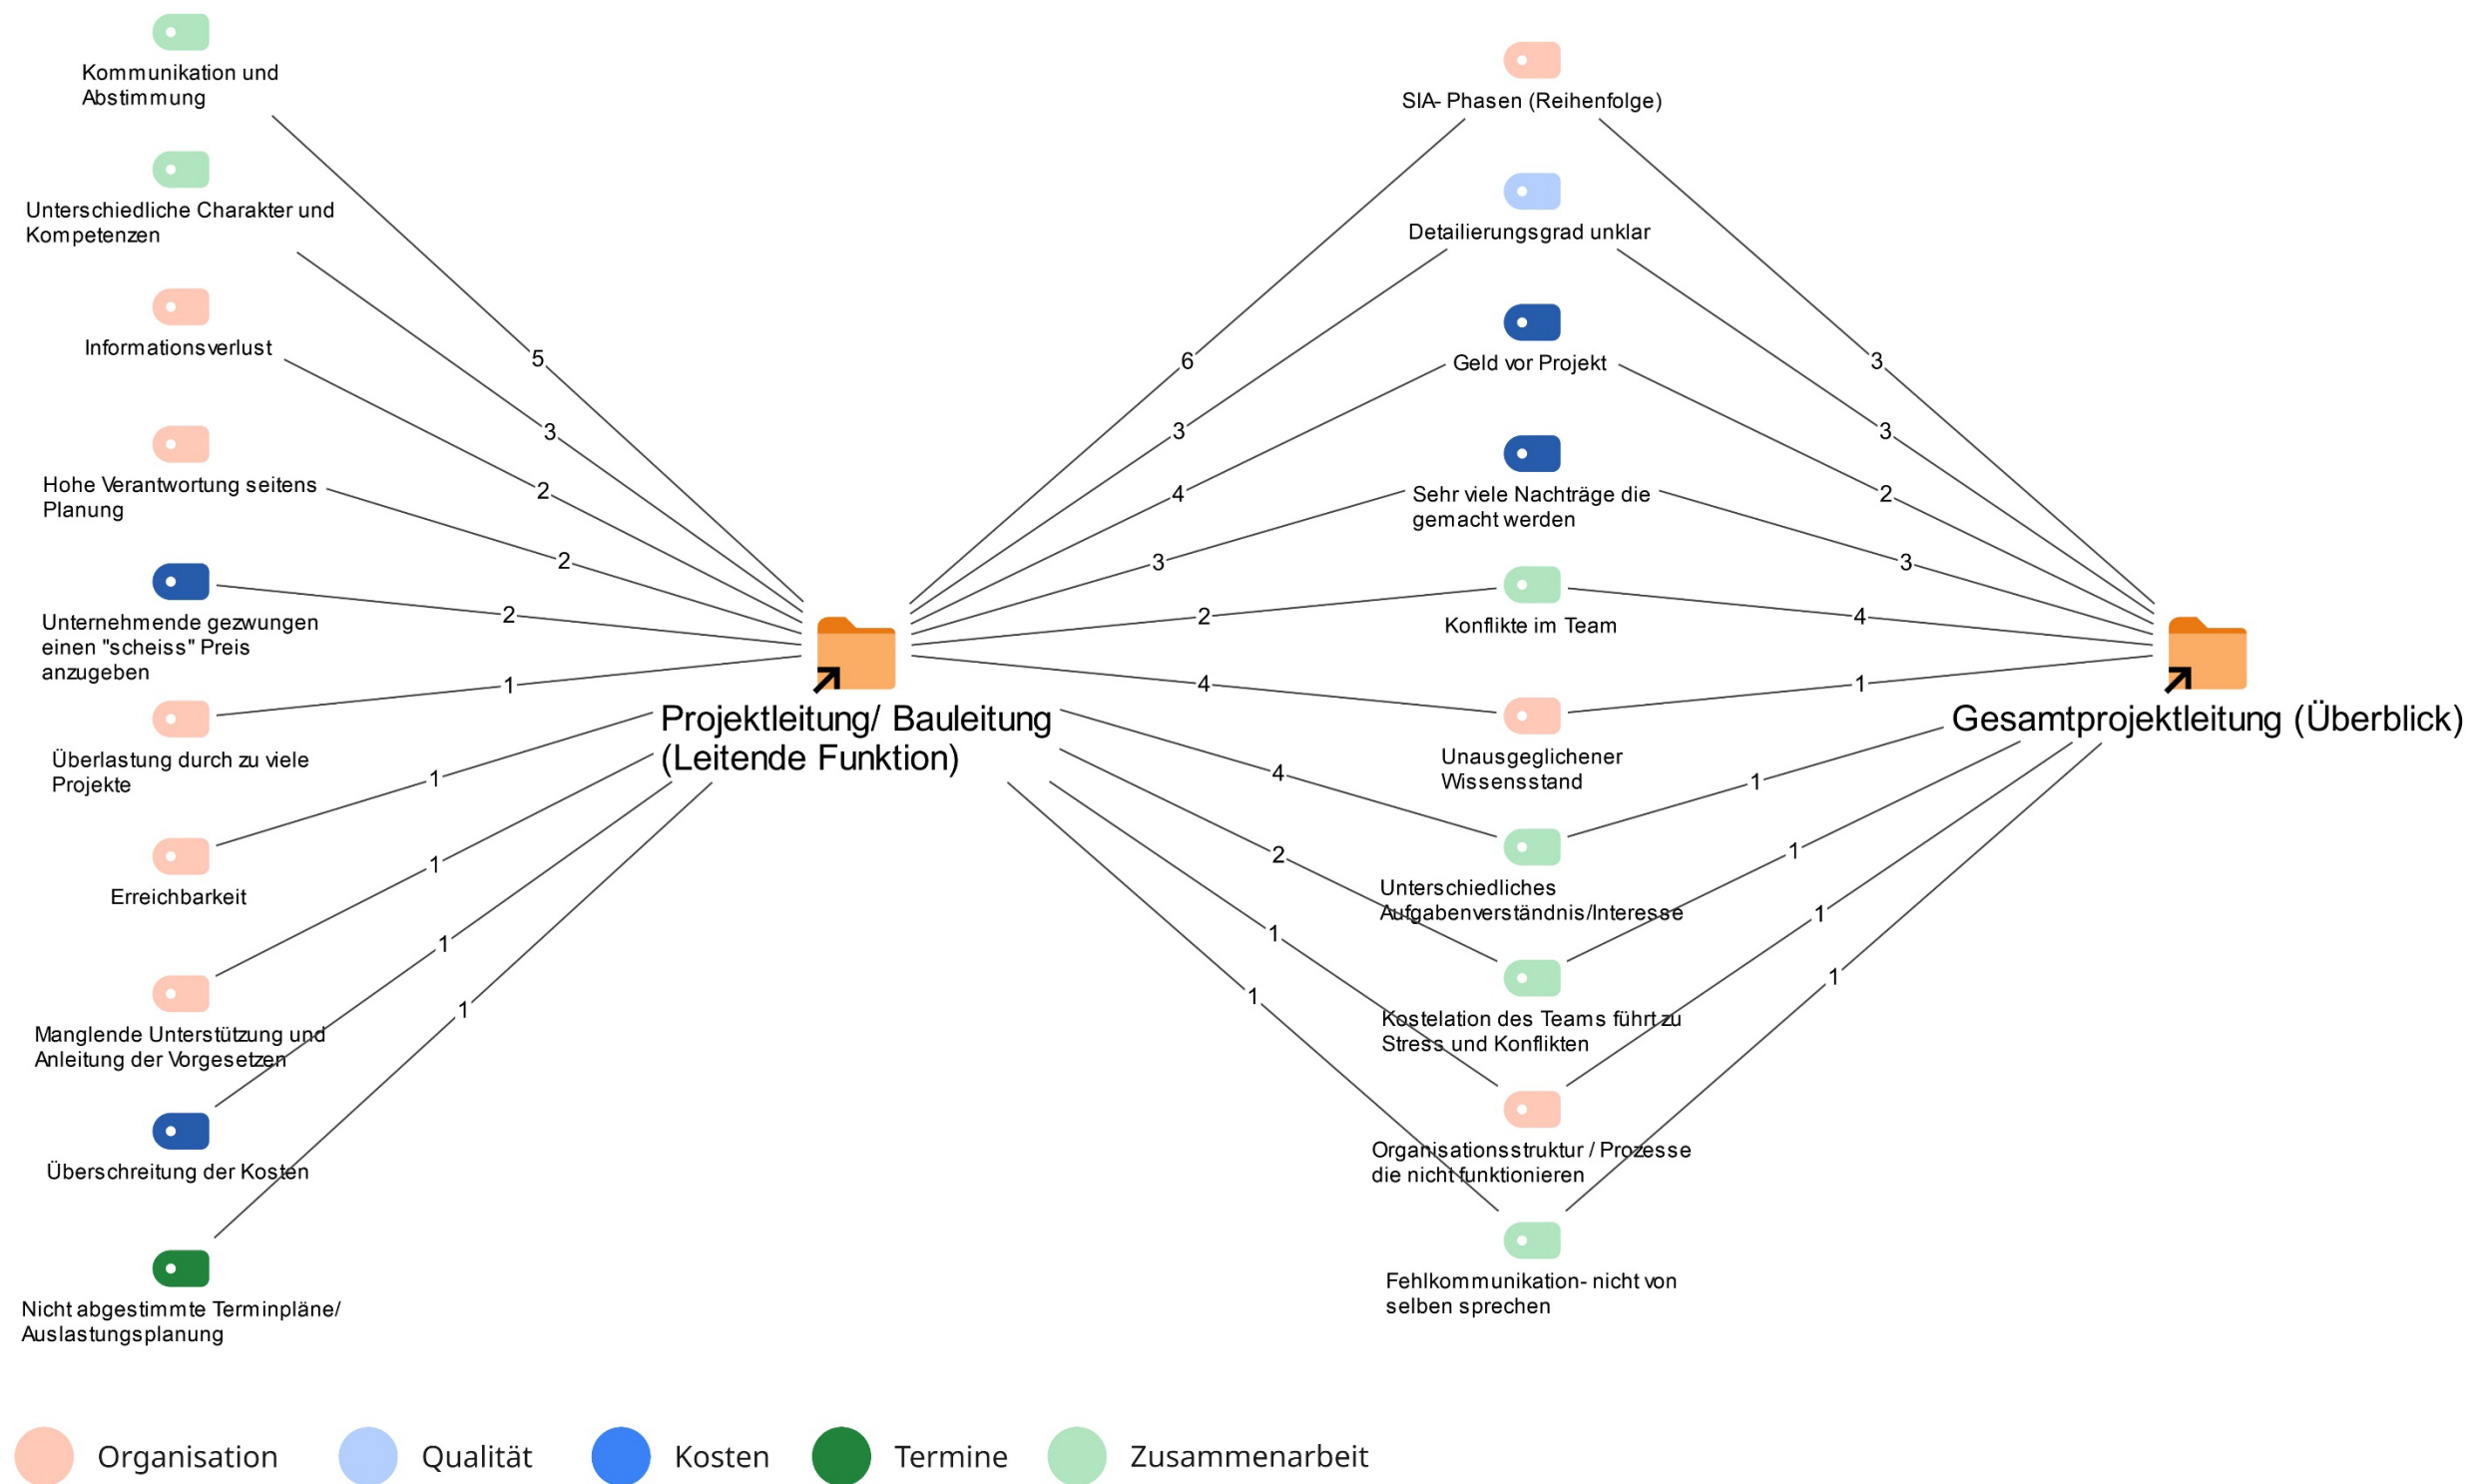 Kommunikation und
Abstimmung
Unterschiedliche Charakter und
Kompetenzen
Informationsverlust
Hohe Verantwortung seitens
Planung
Unternehmende gezwungen
einen "scheiss" Preis
anzugeben
Überlastung durch zu viele
Projekte
Erreichbarkeit
Manglende Unterstützung und
Anleitung der Vorgesetzen
Überschreitung der Kosten
Nicht abgestimmte Terminpläne/
Auslastungsplanung
5
3
2
2
2
1
1
1
1
1
Projektleitung/ Bauleitung
(Leitende Funktion)
6
3
4
3
2
4
4
2
1
1
SIA- Phasen (Reihenfolge)
Detailierungsgrad unklar
Geld vor Projekt
Sehr viele Nachträge die
gemacht werden
Konflikte im Team
Unausgeglichener
Wissensstand
Unterschiedliches
Aufgabenverständnis/Interesse
Kostelation des Teams führt zu
Stress und Konflikten
Organisationsstruktur / Prozesse
die nicht funktionieren
Fehlkommunikation- nicht von
selben sprechen
3
3
2
3
4
1
1
1
1
1
Gesamtprojektleitung (Überblick)
Organisation
Qualität
Kosten
Termine
Zusammenarbeit